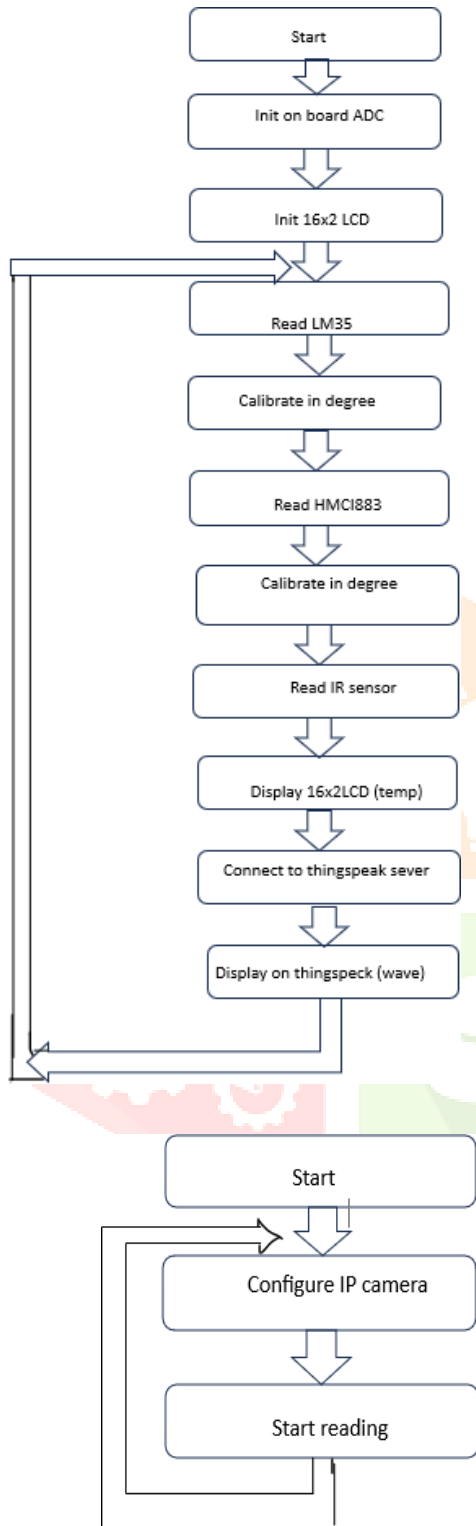 Start
Init on board ADC
Init 16x2 LCD
Read LM35
Calibrate in degree
Read HMCI883
Calibrate in degree
Read IR sensor
Display 16x2LCD (temp)
Connect to thingspeak sever
Display on thingspeck (wave)
Start
Configure IP camera
Start reading